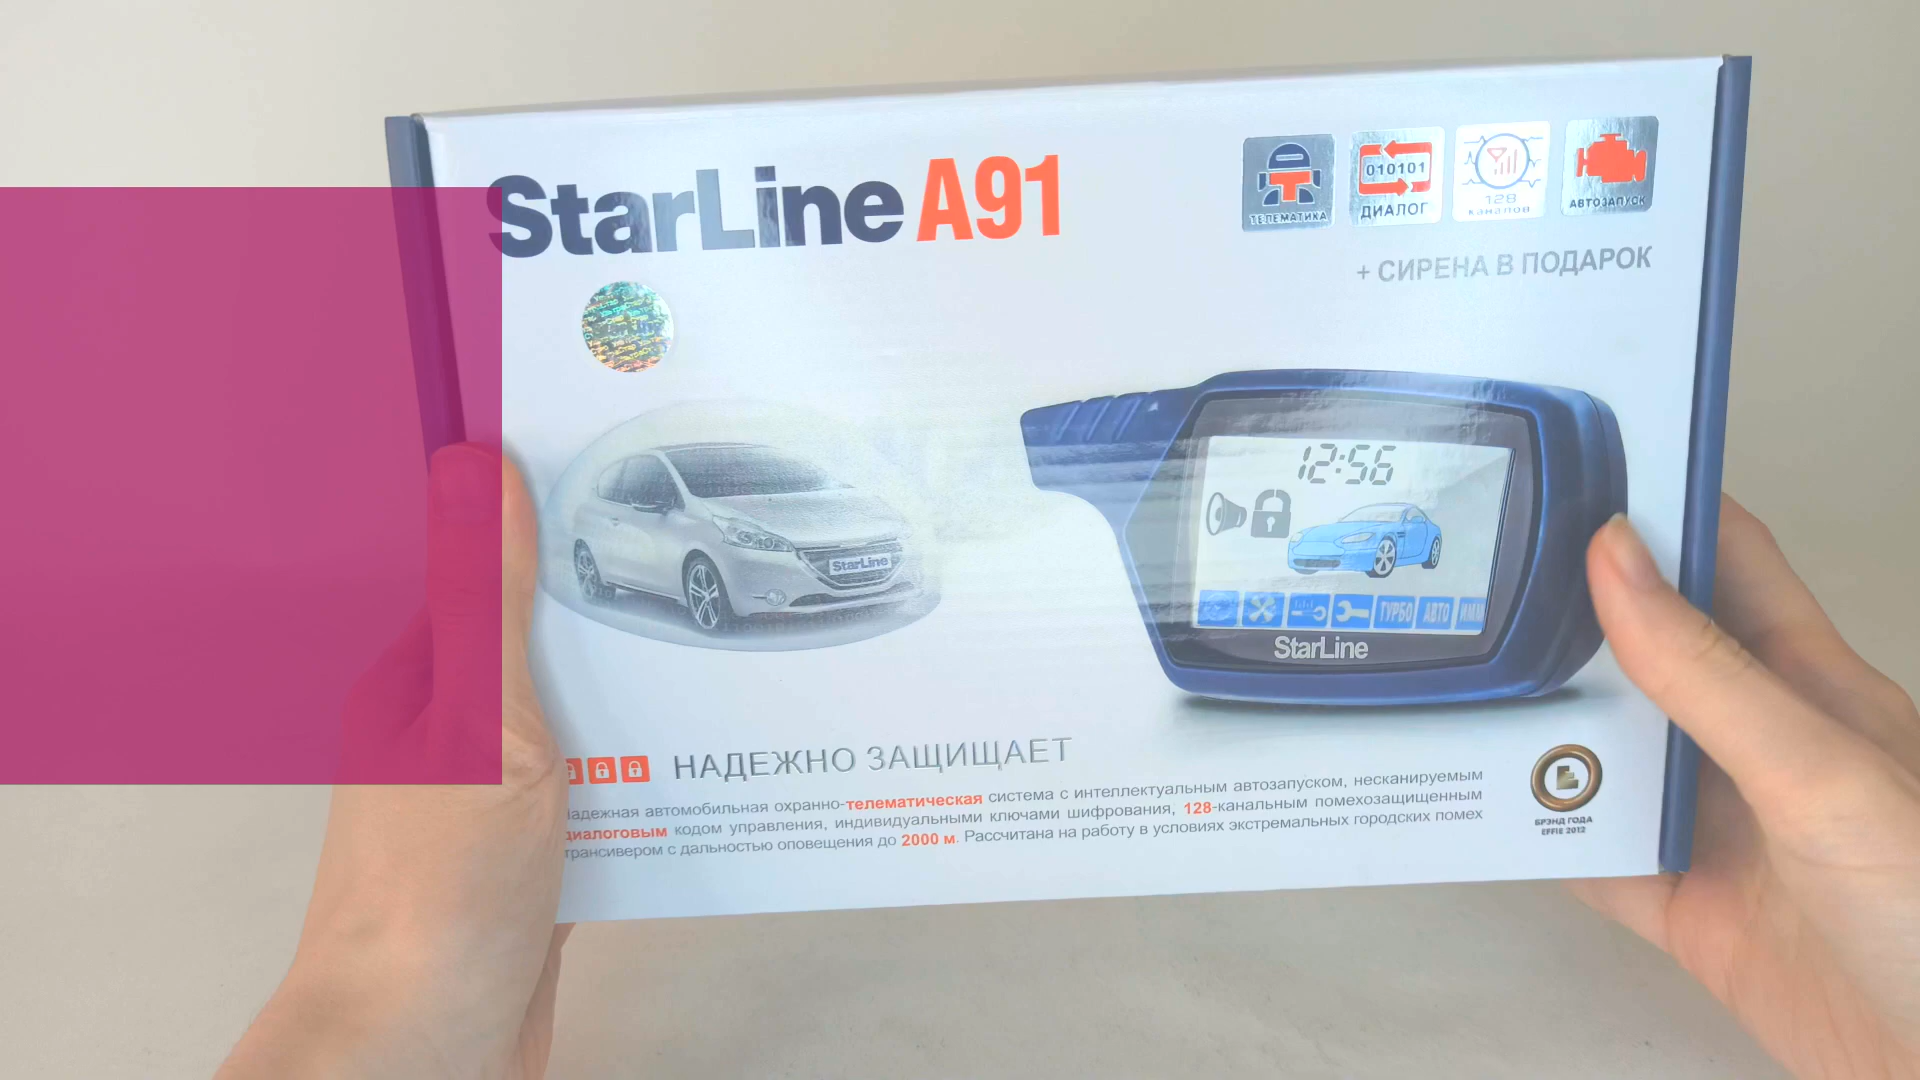 StarLine A91
ТЕЛЕМАТИКА
010101
ДИАЛОГ
128
каналов
АВТОЗАПУСК
+ СИРЕНА В ПОДАРОК
12:56
StarLine
ТУРБО АВТО
StarLine
НАДЕЖНО ЗАЩИЩАЕТ
надежная автомобильная охранно-телематическая система с интеллектуальным автозапуском, несканируемым
диалоговым кодом управления, индивидуальными ключами шифрования, 128-канальным помехозащищенным
трансивером с дальностью оповещения до 2000 м. Рассчитана на работу в условиях экстремальных городских помех
БРЭНД ГОДА
EFFIE 2012